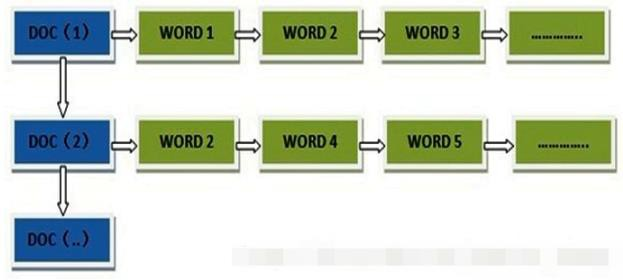 DOC（1） WORD 1 WORD 2 WORD 3 …………..
DOC（2） WORD 2 WORD 4 WORD 5 …………..
DOC（..）